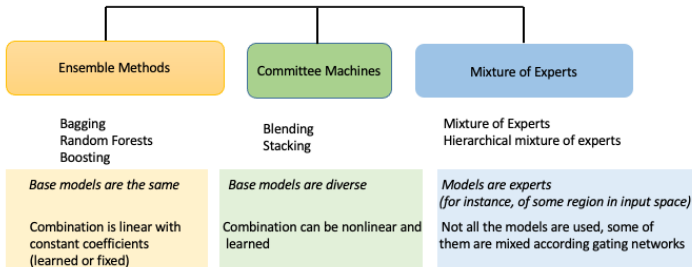 Ensemble Methods
Committee Machines
Mixture of Experts
Bagging
Random Forests
Boosting
Blending
Stacking
Mixture of Experts
Hierarchical mixture of experts
Base models are the same
Combination is linear with
constant coefficients
(learned or fixed)
Base models are diverse
Combination can be nonlinear and
learned
Models are experts
(for instance, of some region in input space)
Not all the models are used, some of
them are mixed according gating networks